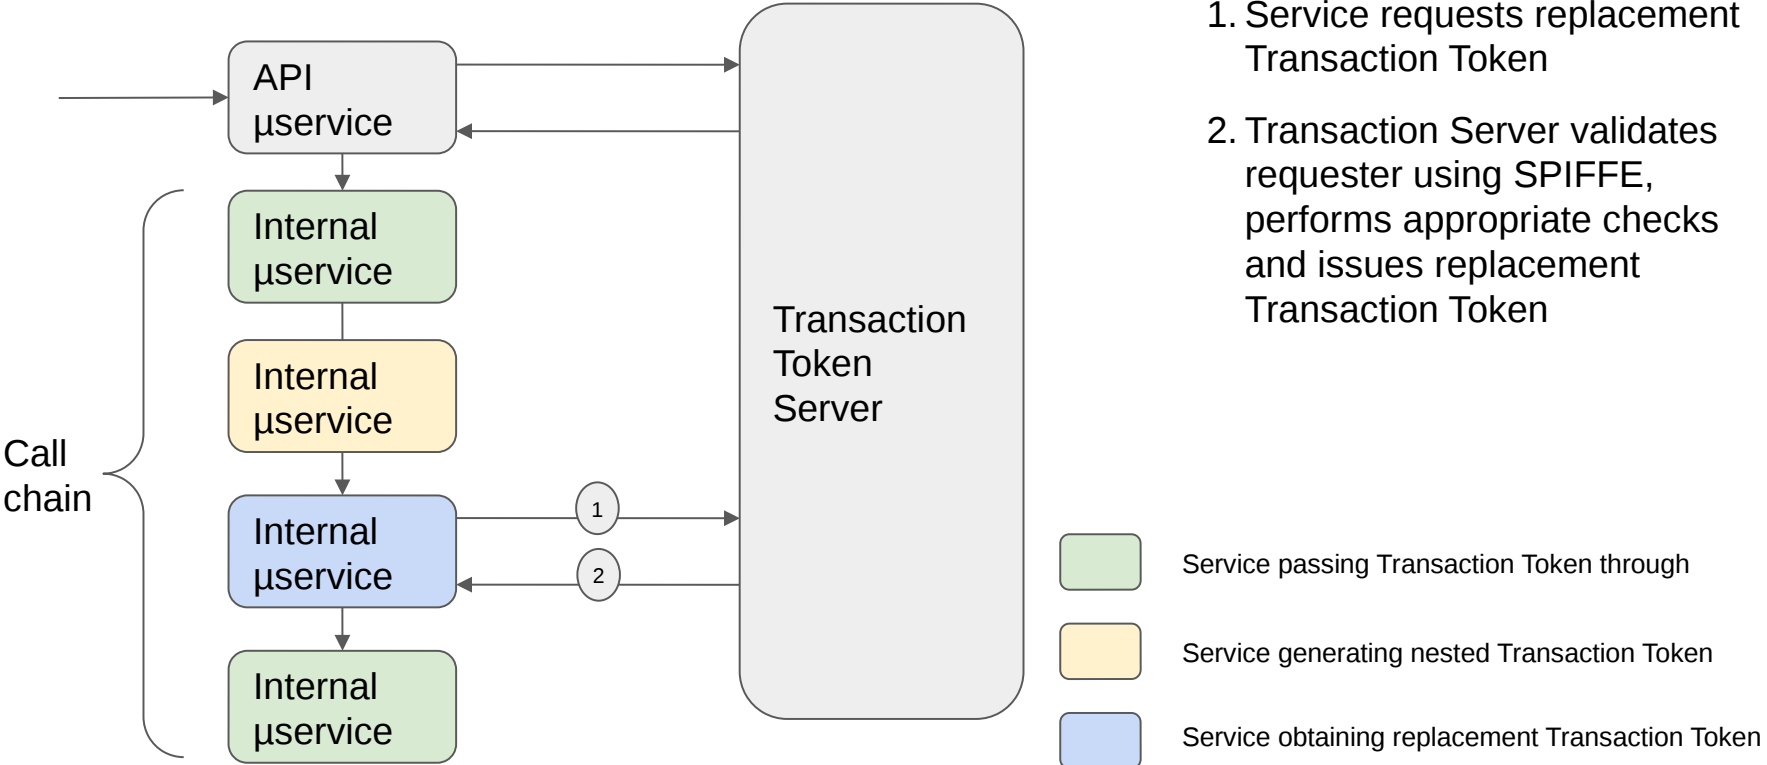 API
µservice
Internal
µservice
Internal
µservice
Call
chain
Internal
µservice
Internal
µservice
1
2
Transaction
Token
Server
1. Service requests replacement
Transaction Token
2. Transaction Server validates
requester using SPIFFE,
performs appropriate checks
and issues replacement
Transaction Token
Service passing Transaction Token through
Service generating nested Transaction Token
Service obtaining replacement Transaction Token